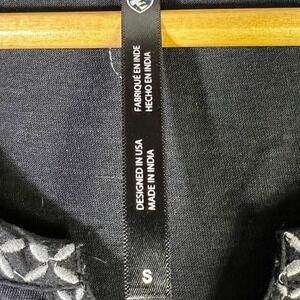 FABRIQUÉ EN INDE
HECHO EN INDIA
DESIGNED IN USA
MADE IN INDIA
S